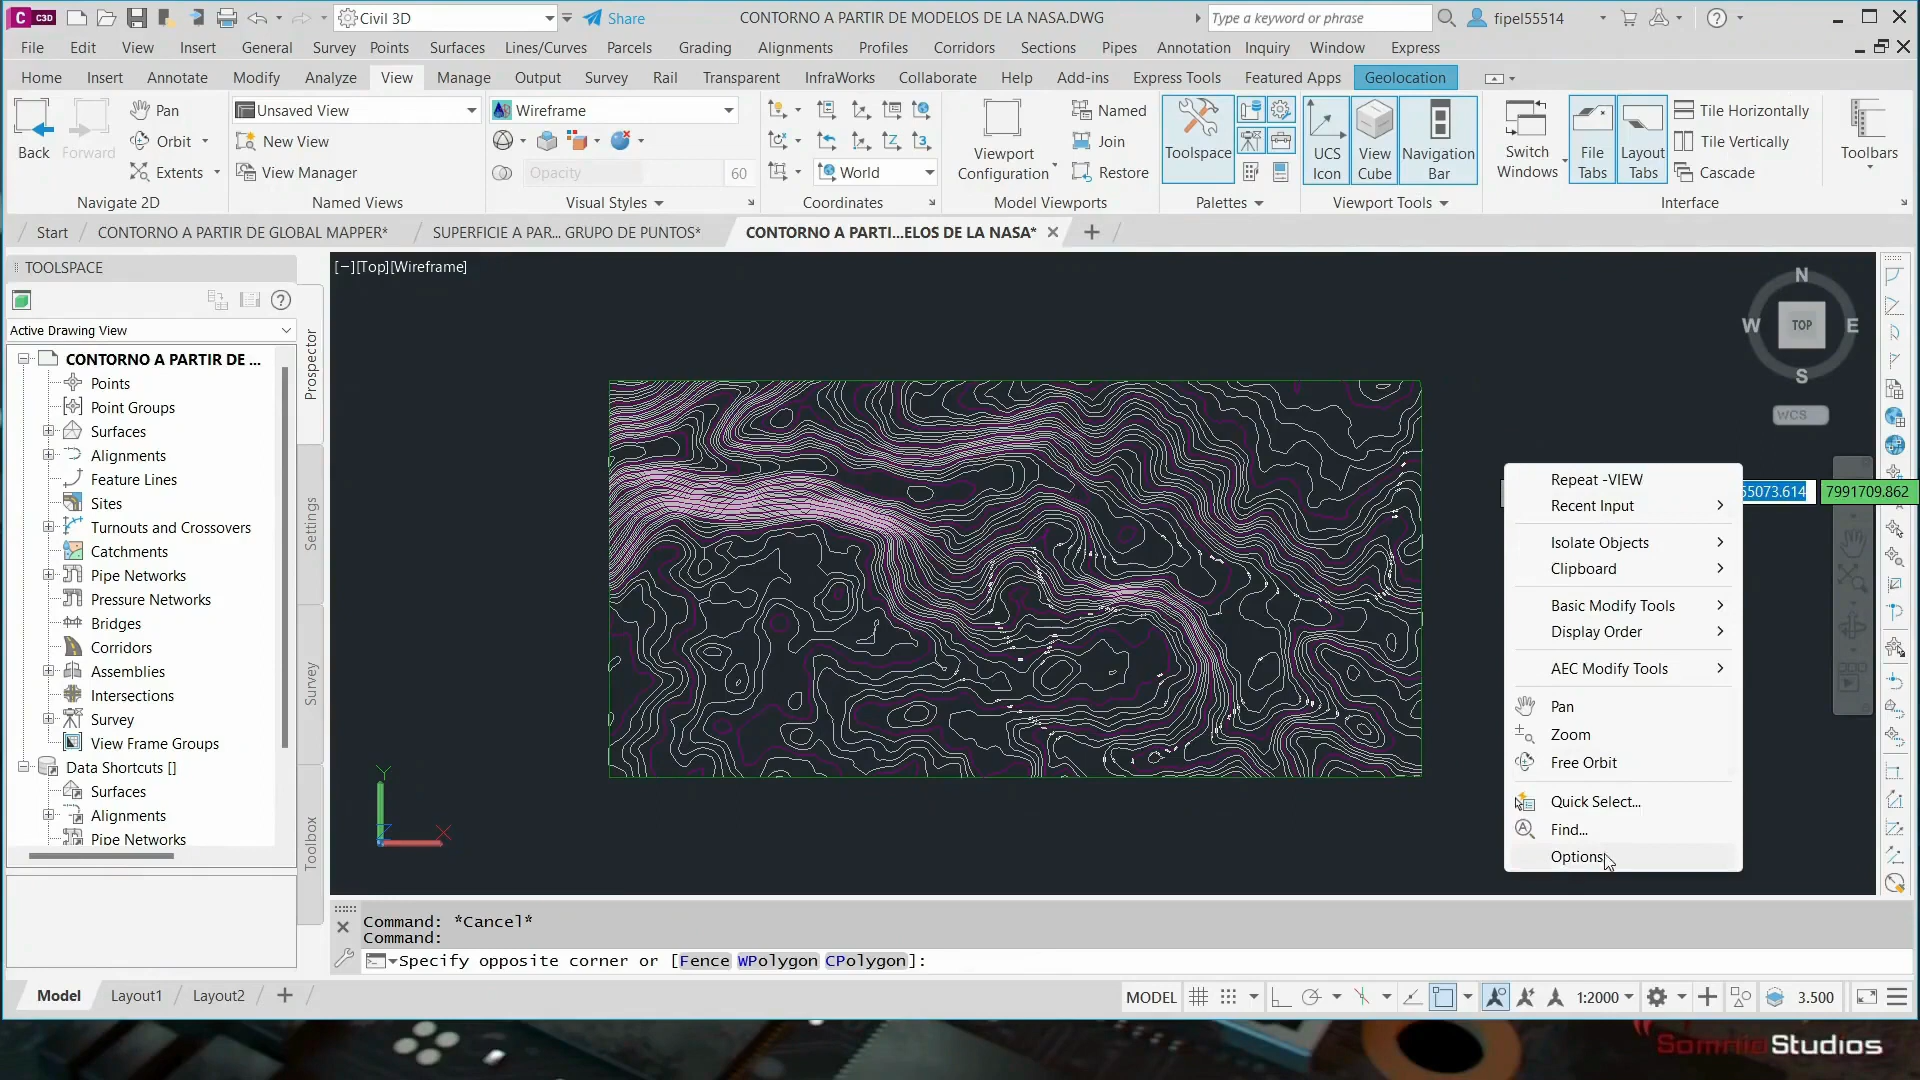 C3D Civil 3D Share CONTORNO A PARTIR DE MODELOS DE LA NASA.DWG Type a keyword or phrase fipel55514
File Edit View Insert General Survey Points Surfaces Lines/Curves Parcels Grading Alignments Profiles Corridors Sections Pipes Annotation Inquiry Window Express
Home Insert Annotate Modify Analyze View Manage Output Survey Rail Transparent InfraWorks Collaborate Help Add-ins Express Tools Featured Apps Geolocation
Pan Unsaved View Wireframe Named Tile Horizontally
Orbit New View Join Tile Vertically
Back Forward Extents View Manager Opacity 60 World Viewport Configuration Restore Toolspace UCS Icon View Cube Navigation Bar Switch Windows File Tabs Layout Tabs Cascade Toolbars
Navigate 2D Named Views Visual Styles Coordinates Model Viewports Palettes Viewport Tools Interface
Start CONTORNO A PARTIR DE GLOBAL MAPPER* SUPERFICIE A PAR... GRUPO DE PUNTOS* CONTORNO A PARTI...ELOS DE LA NASA*
TOOLSPACE
[−][Top][Wireframe]
Active Drawing View
CONTORNO A PARTIR DE ...
Points
Point Groups
Surfaces
Alignments
Feature Lines
Sites
Turnouts and Crossovers
Catchments
Pipe Networks
Pressure Networks
Bridges
Corridors
Assemblies
Intersections
Survey
View Frame Groups
Data Shortcuts []
Surfaces
Alignments
Pipe Networks
Prospector
Settings
Survey
Toolbox
N
W TOP E
S
WCS
55073.614 7991709.862
Repeat -VIEW
Recent Input
Isolate Objects
Clipboard
Basic Modify Tools
Display Order
AEC Modify Tools
Pan
Zoom
Free Orbit
Quick Select...
Find...
Options
Y
X
Command: *Cancel*
Command:
Specify opposite corner or [Fence WPolygon CPolygon]:
Model Layout1 Layout2 MODEL 1:2000 3.500
SomnioStudios